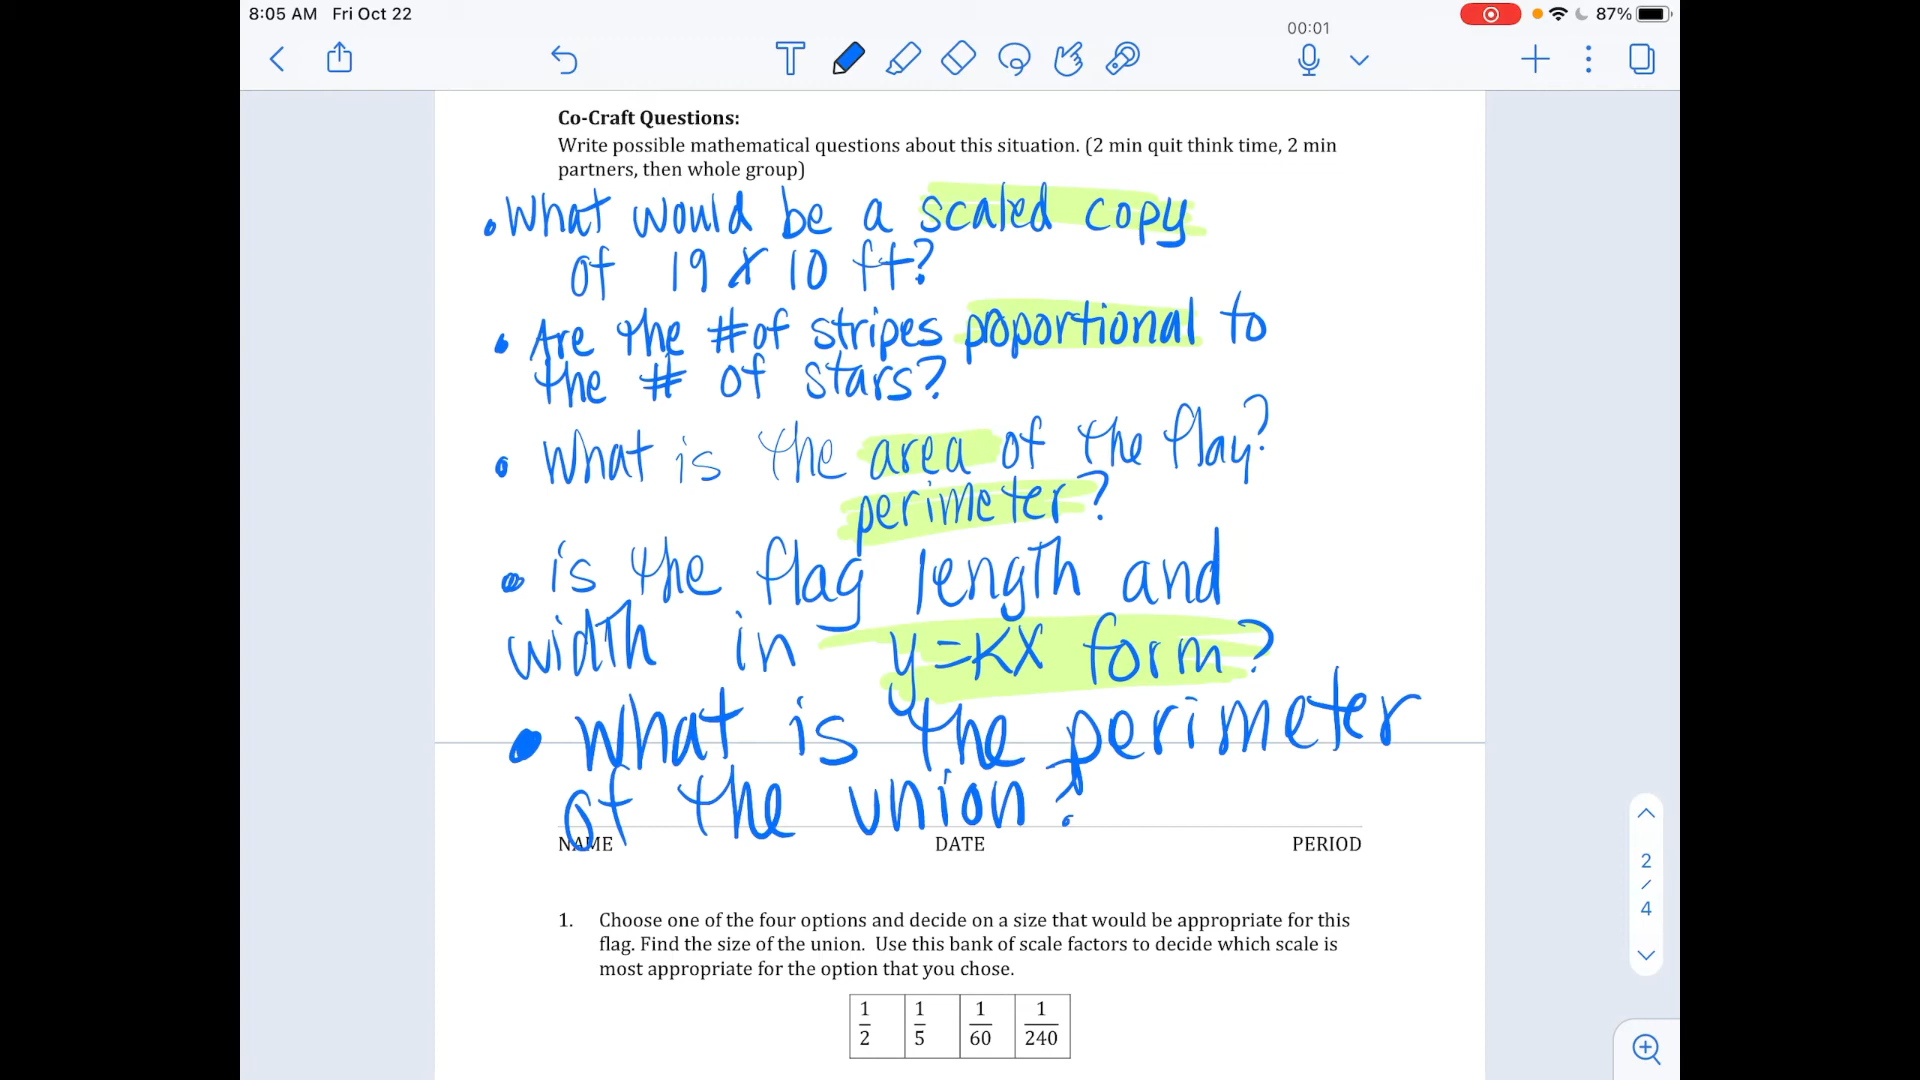 8:05 AM Fri Oct 22
87%
00:01
Co-Craft Questions:
Write possible mathematical questions about this situation. (2 min quit think time, 2 min
partners, then whole group)
• What would be a scaled copy
of 19 x 10 ft?
• Are the # of stripes proportional to
the # of stars?
• What is the area of the flag?
perimeter?
• is the flag length and
width in y=kx form?
• What is the perimeter
of the union?
NAME DATE PERIOD
1. Choose one of the four options and decide on a size that would be appropriate for this
flag. Find the size of the union. Use this bank of scale factors to decide which scale is
most appropriate for the option that you chose.
1/2 1/5 1/60 1/240
2
/
4